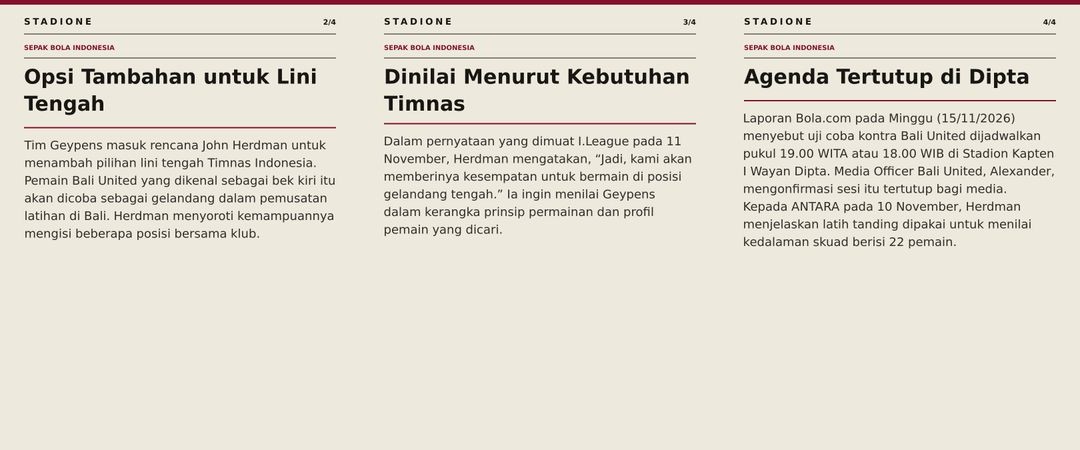 STADIONE 2/4
SEPAK BOLA INDONESIA
Opsi Tambahan untuk Lini
Tengah
Tim Geypens masuk rencana John Herdman untuk
menambah pilihan lini tengah Timnas Indonesia.
Pemain Bali United yang dikenal sebagai bek kiri itu
akan dicoba sebagai gelandang dalam pemusatan
latihan di Bali. Herdman menyoroti kemampuannya
mengisi beberapa posisi bersama klub.
STADIONE 3/4
SEPAK BOLA INDONESIA
Dinilai Menurut Kebutuhan
Timnas
Dalam pernyataan yang dimuat I.League pada 11
November, Herdman mengatakan, “Jadi, kami akan
memberinya kesempatan untuk bermain di posisi
gelandang tengah.” Ia ingin menilai Geypens
dalam kerangka prinsip permainan dan profil
pemain yang dicari.
STADIONE 4/4
SEPAK BOLA INDONESIA
Agenda Tertutup di Dipta
Laporan Bola.com pada Minggu (15/11/2026)
menyebut uji coba kontra Bali United dijadwalkan
pukul 19.00 WITA atau 18.00 WIB di Stadion Kapten
I Wayan Dipta. Media Officer Bali United, Alexander,
mengonfirmasi sesi itu tertutup bagi media.
Kepada ANTARA pada 10 November, Herdman
menjelaskan latih tanding dipakai untuk menilai
kedalaman skuad berisi 22 pemain.